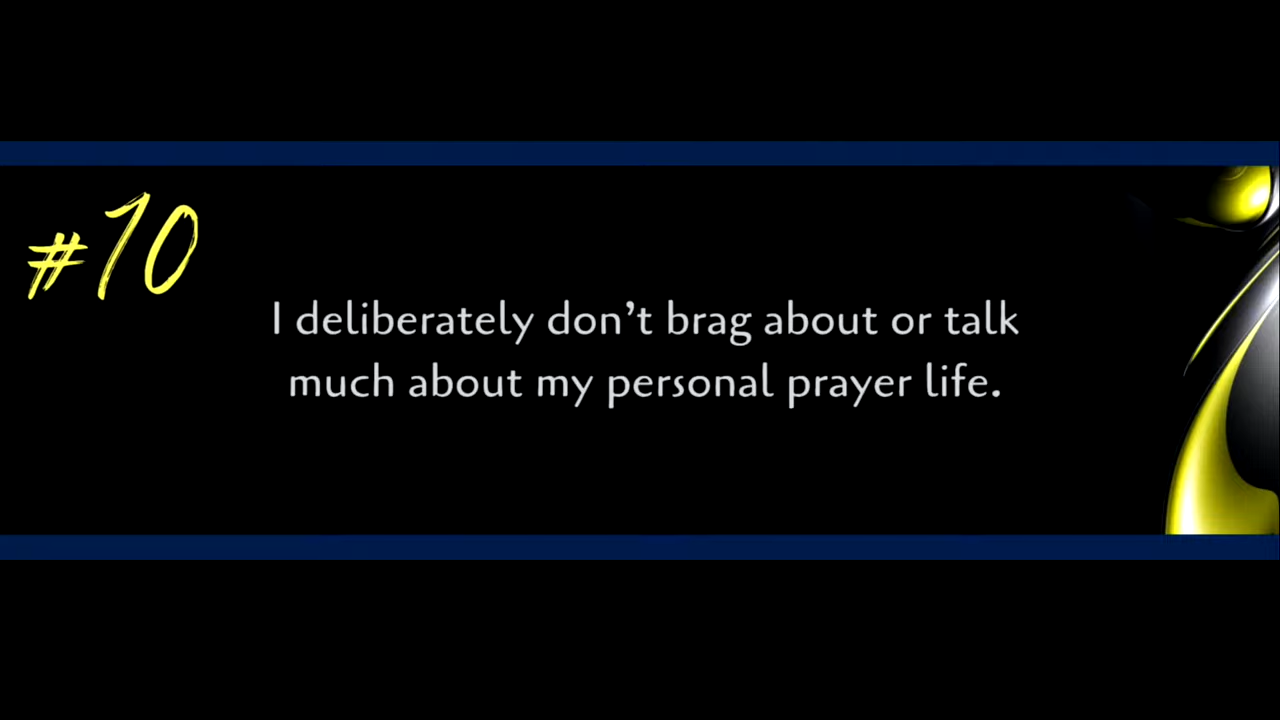 #10
I deliberately don’t brag about or talk
much about my personal prayer life.